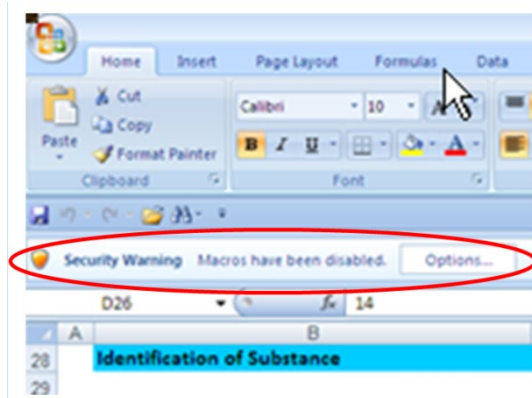 Home Insert Page Layout Formulas Data
Cut
Calibri 10 A
Copy
Paste
Format Painter
B I U A
Clipboard Font
Security Warning Macros have been disabled. Options...
D26 fx 14
A B
28 Identification of Substance
29